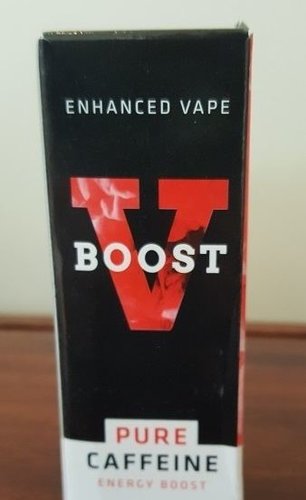 ENHANCED VAPE
V
BOOST
PURE
CAFFEINE
ENERGY BOOST